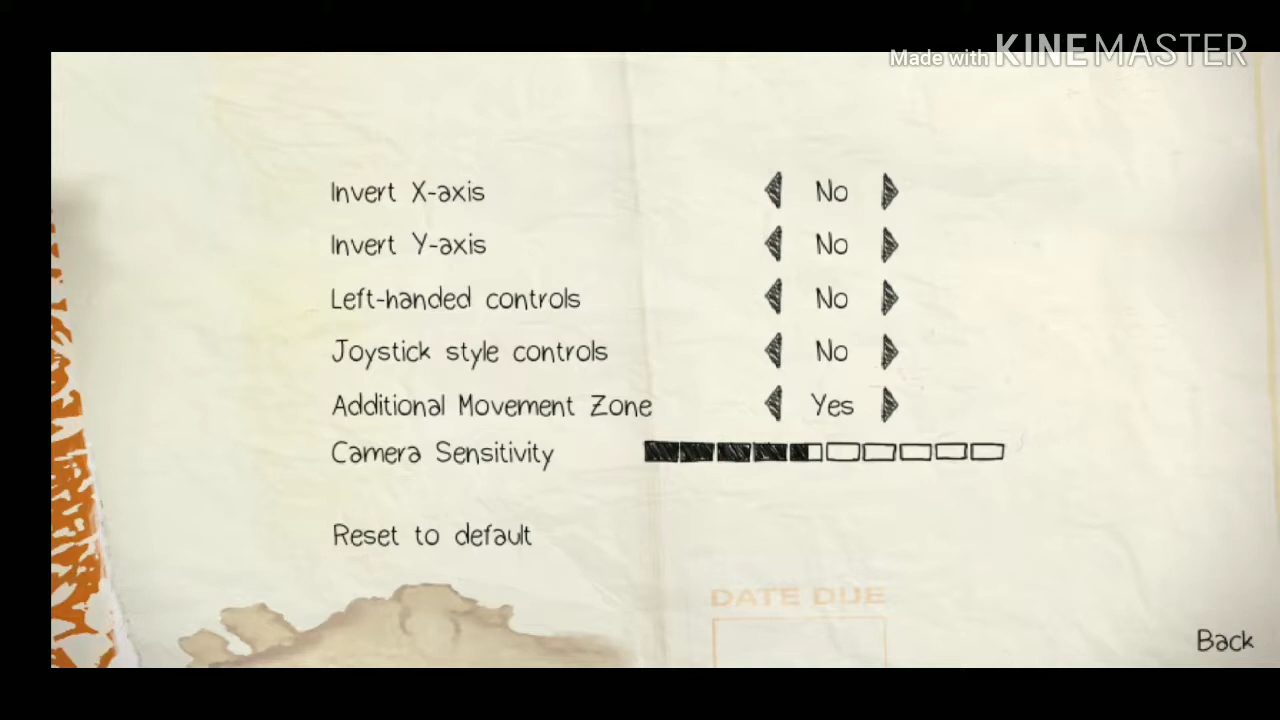 Made with KINEMASTER
Invert X-axis No
Invert Y-axis No
Left-handed controls No
Joystick style controls No
Additional Movement Zone Yes
Camera Sensitivity
Reset to default
DATE DUE
Back